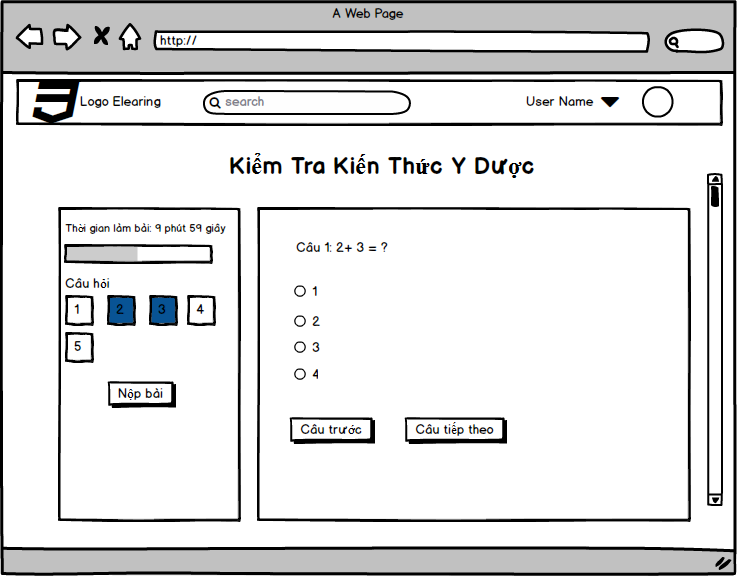 A Web Page
http://
Logo Elearing
search
User Name
Kiểm Tra Kiến Thức Y Dược
Thời gian làm bài: 9 phút 59 giây
Câu hỏi
1 2 3 4
5
Nộp bài
Câu 1: 2+ 3 = ?
1
2
3
4
Câu trước
Câu tiếp theo